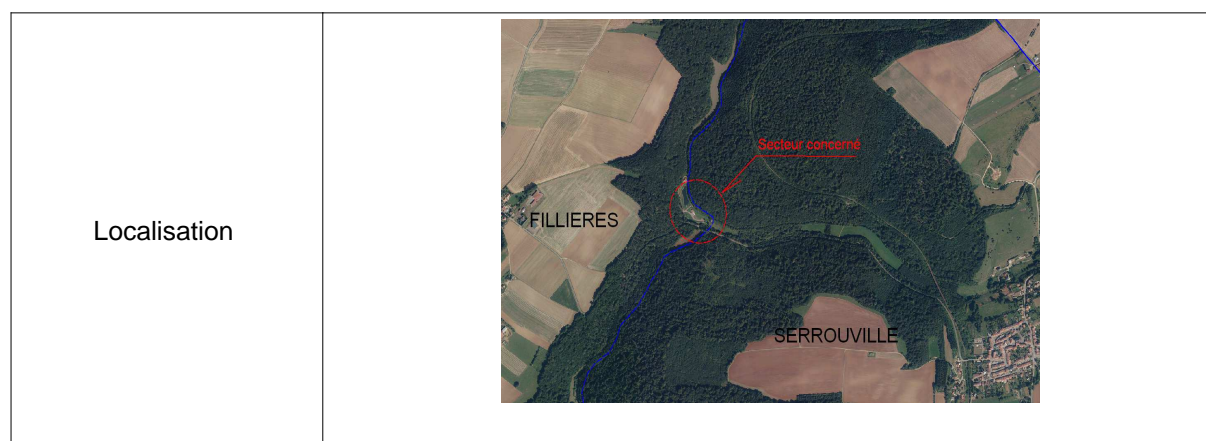 Localisation
Secteur concerné
FILLIERES
SERROUVILLE